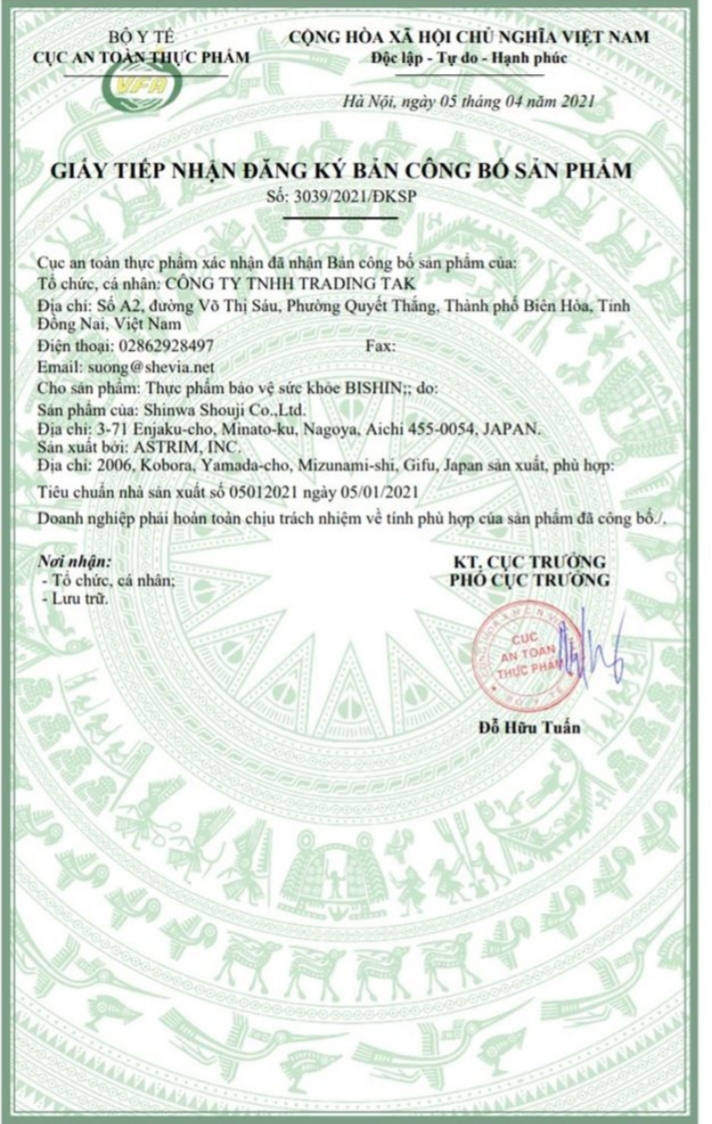 BỘ Y TẾ
CỤC AN TOÀN THỰC PHẨM
VFA
CỘNG HÒA XÃ HỘI CHỦ NGHĨA VIỆT NAM
Độc lập - Tự do - Hạnh phúc
Hà Nội, ngày 05 tháng 04 năm 2021
GIẤY TIẾP NHẬN ĐĂNG KÝ BẢN CÔNG BỐ SẢN PHẨM
Số: 3039/2021/ĐKSP
Cục an toàn thực phẩm xác nhận đã nhận Bản công bố sản phẩm của:
Tổ chức, cá nhân: CÔNG TY TNHH TRADING TAK
Địa chỉ: Số A2, đường Võ Thị Sáu, Phường Quyết Thắng, Thành phố Biên Hòa, Tỉnh
Đồng Nai, Việt Nam
Điện thoại: 02862928497 Fax:
Email: suong@shevia.net
Cho sản phẩm: Thực phẩm bảo vệ sức khỏe BISHIN;; do:
Sản phẩm của: Shinwa Shouji Co.,Ltd.
Địa chỉ: 3-71 Enjaku-cho, Minato-ku, Nagoya, Aichi 455-0054, JAPAN.
Sản xuất bởi: ASTRIM, INC.
Địa chỉ: 2006, Kobora, Yamada-cho, Mizunami-shi, Gifu, Japan sản xuất, phù hợp:
Tiêu chuẩn nhà sản xuất số 05012021 ngày 05/01/2021
Doanh nghiệp phải hoàn toàn chịu trách nhiệm về tính phù hợp của sản phẩm đã công bố./.
Nơi nhận:
- Tổ chức, cá nhân;
- Lưu trữ.
KT. CỤC TRƯỞNG
PHÓ CỤC TRƯỞNG
CỤC
AN TOÀN
THỰC PHẨM
Đỗ Hữu Tuấn